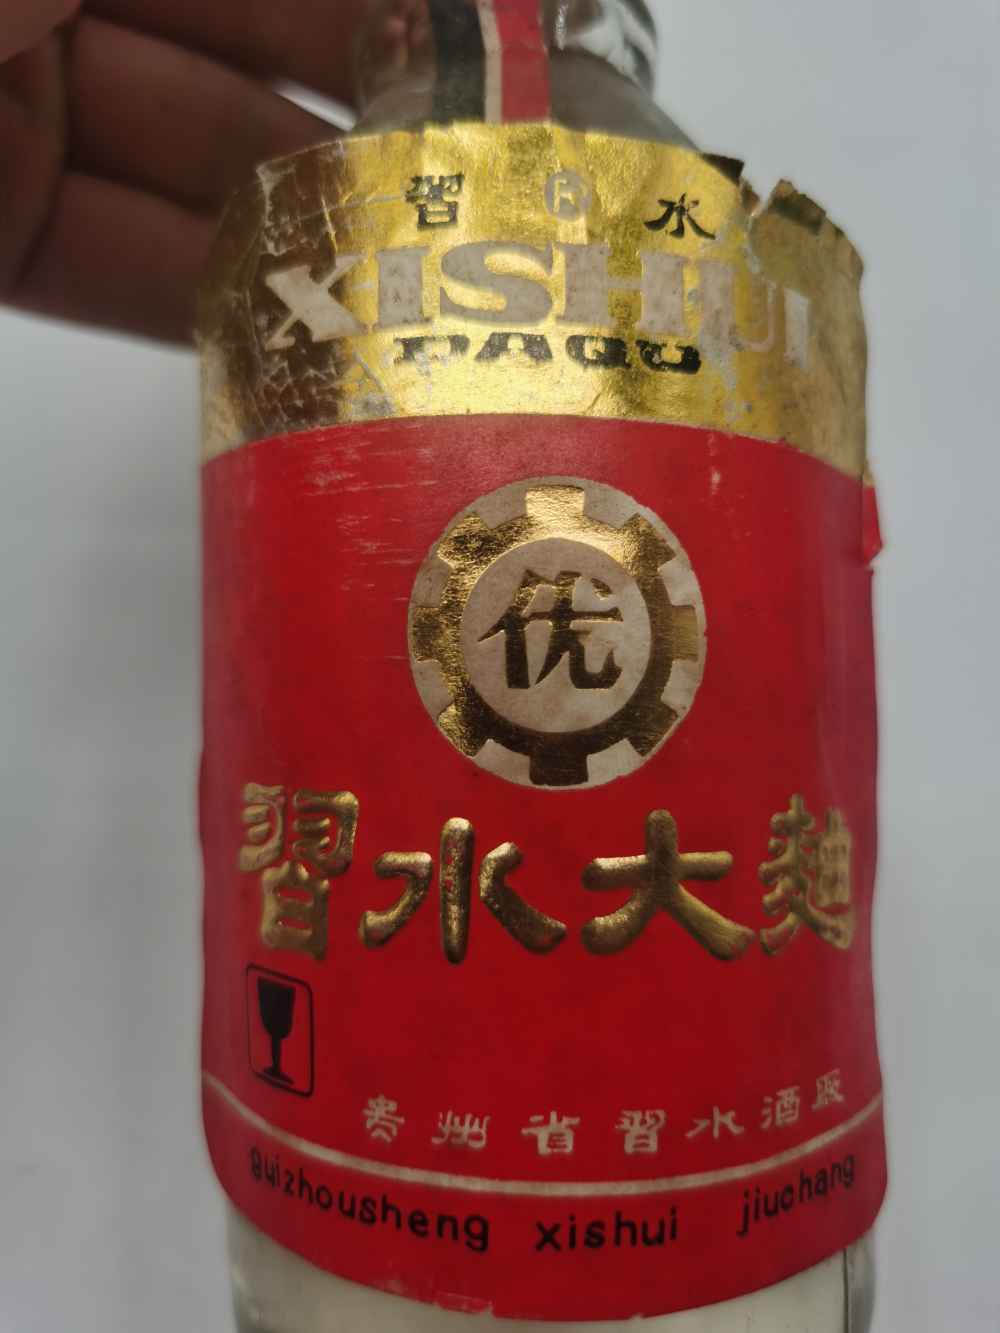 習 ® 水
XISHUI
DAQU
优
習水大麯
贵州省習水酒厰
guizhousheng xishui jiuchang